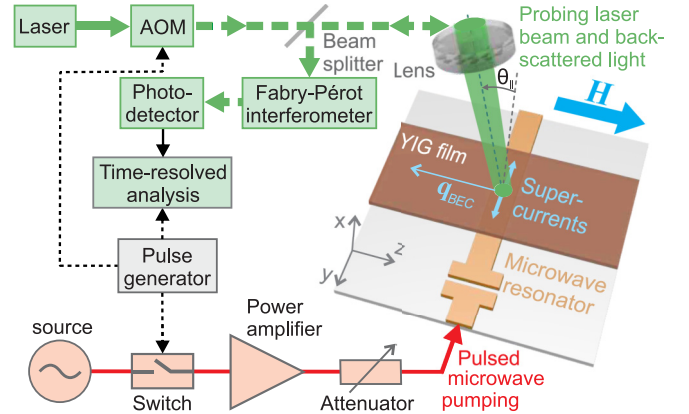 Laser
AOM
Beam
splitter
Lens
Probing laser
beam and back-
scattered light
θ||
H
Photo-
detector
Fabry-Pérot
interferometer
YIG film
Time-resolved
analysis
q BEC
Super-
currents
Pulse
generator
x
y
z
Microwave
resonator
source
Power
amplifier
Switch
Attenuator
Pulsed
microwave
pumping